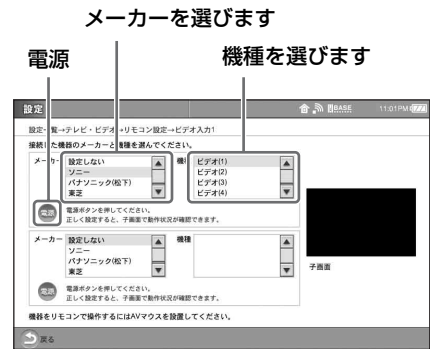 メーカーを選びます
電源
機種を選びます
設定
BASE
11:01PM
設定一覧→テレビ・ビデオ→リモコン設定→ビデオ入力1
接続した機器のメーカーと機種を選んでください。
メーカー
設定しない
ソニー
パナソニック(松下)
東芝
機
ビデオ(1)
ビデオ(2)
ビデオ(3)
ビデオ(4)
電源
電源ボタンを押してください。
正しく設定すると、子画面で動作状況が確認できます。
メーカー
設定しない
ソニー
パナソニック(松下)
東芝
機種
電源
電源ボタンを押してください。
正しく設定すると、子画面で動作状況が確認できます。
子画面
機器をリモコンで操作するにはAVマウスを設置してください。
戻る